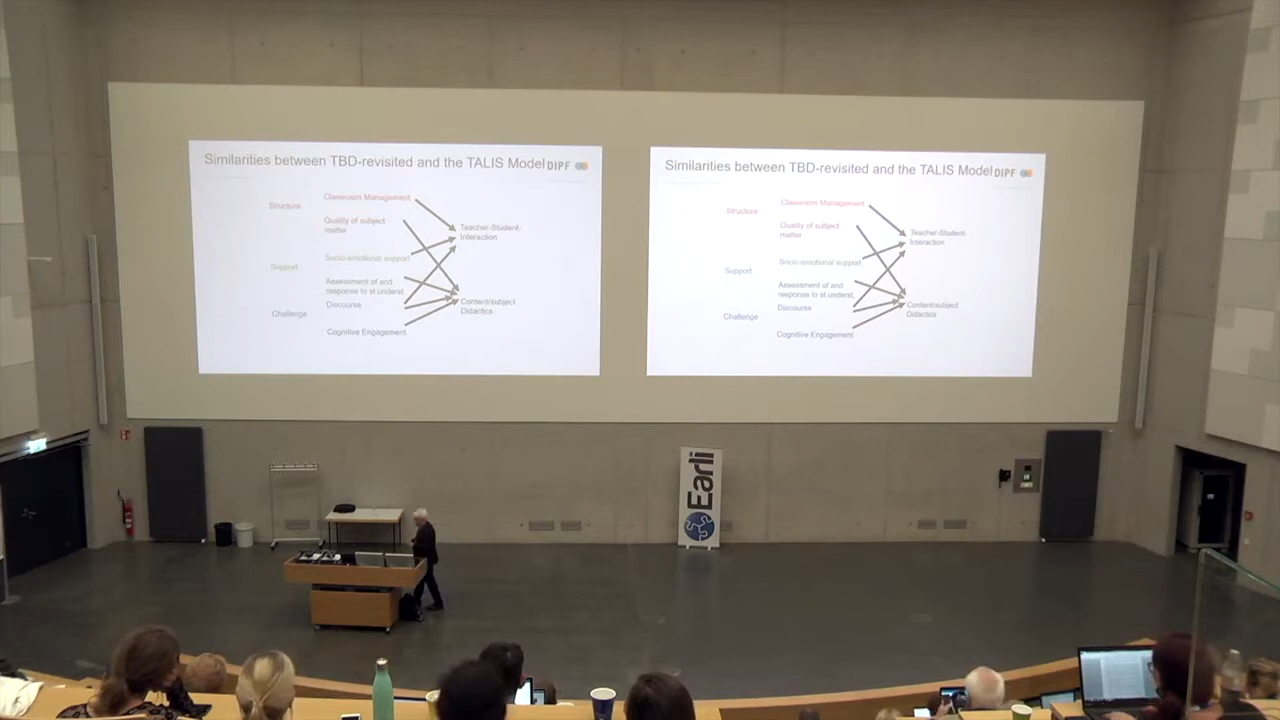 Similarities between TBD-revisited and the TALIS Model DIPF
Structure
Classroom Management
Quality of subject
matter
Support
Socio-emotional support
Assessment of and
response to st.underst.
Discourse
Challenge
Cognitive Engagement
Teacher-Student-
Interaction
Content/subject
Didactics
Similarities between TBD-revisited and the TALIS Model DIPF
Structure
Classroom Management
Quality of subject
matter
Support
Socio-emotional support
Assessment of and
response to st.underst.
Discourse
Challenge
Cognitive Engagement
Teacher-Student-
Interaction
Content/subject
Didactics
Earli